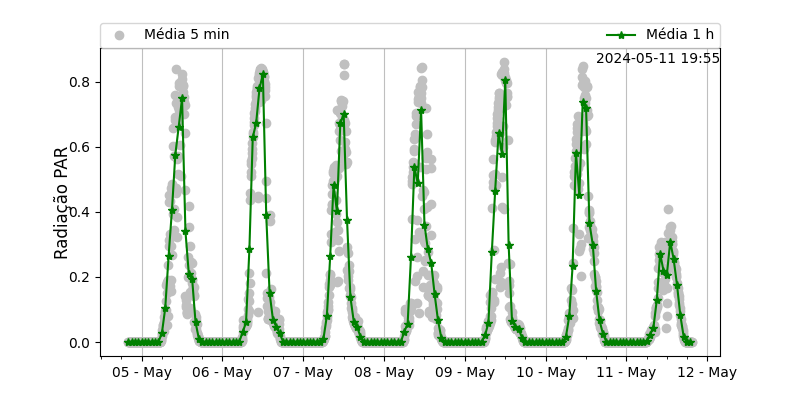 Média 5 min
Média 1 h
2024-05-11 19:55
Radiação PAR
0.8
0.6
0.4
0.2
0.0
05 - May
06 - May
07 - May
08 - May
09 - May
10 - May
11 - May
12 - May